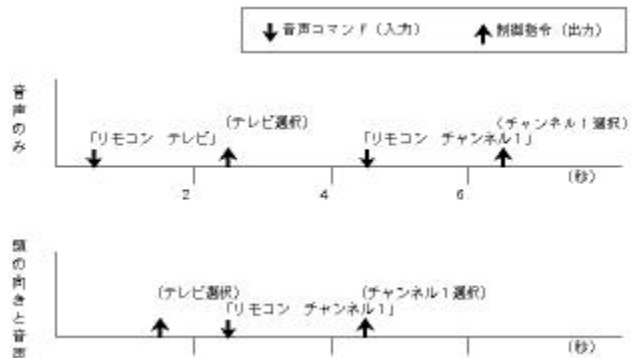 音声コマンド（入力）
制御指令（出力）
音声のみ
（テレビ選択）
（チャンネル１選択）
「リモコン　テレビ」
「リモコン　チャンネル１」
（秒）
2
4
6
頭の向きと音声
（テレビ選択）
（チャンネル１選択）
「リモコン　チャンネル１」
（秒）